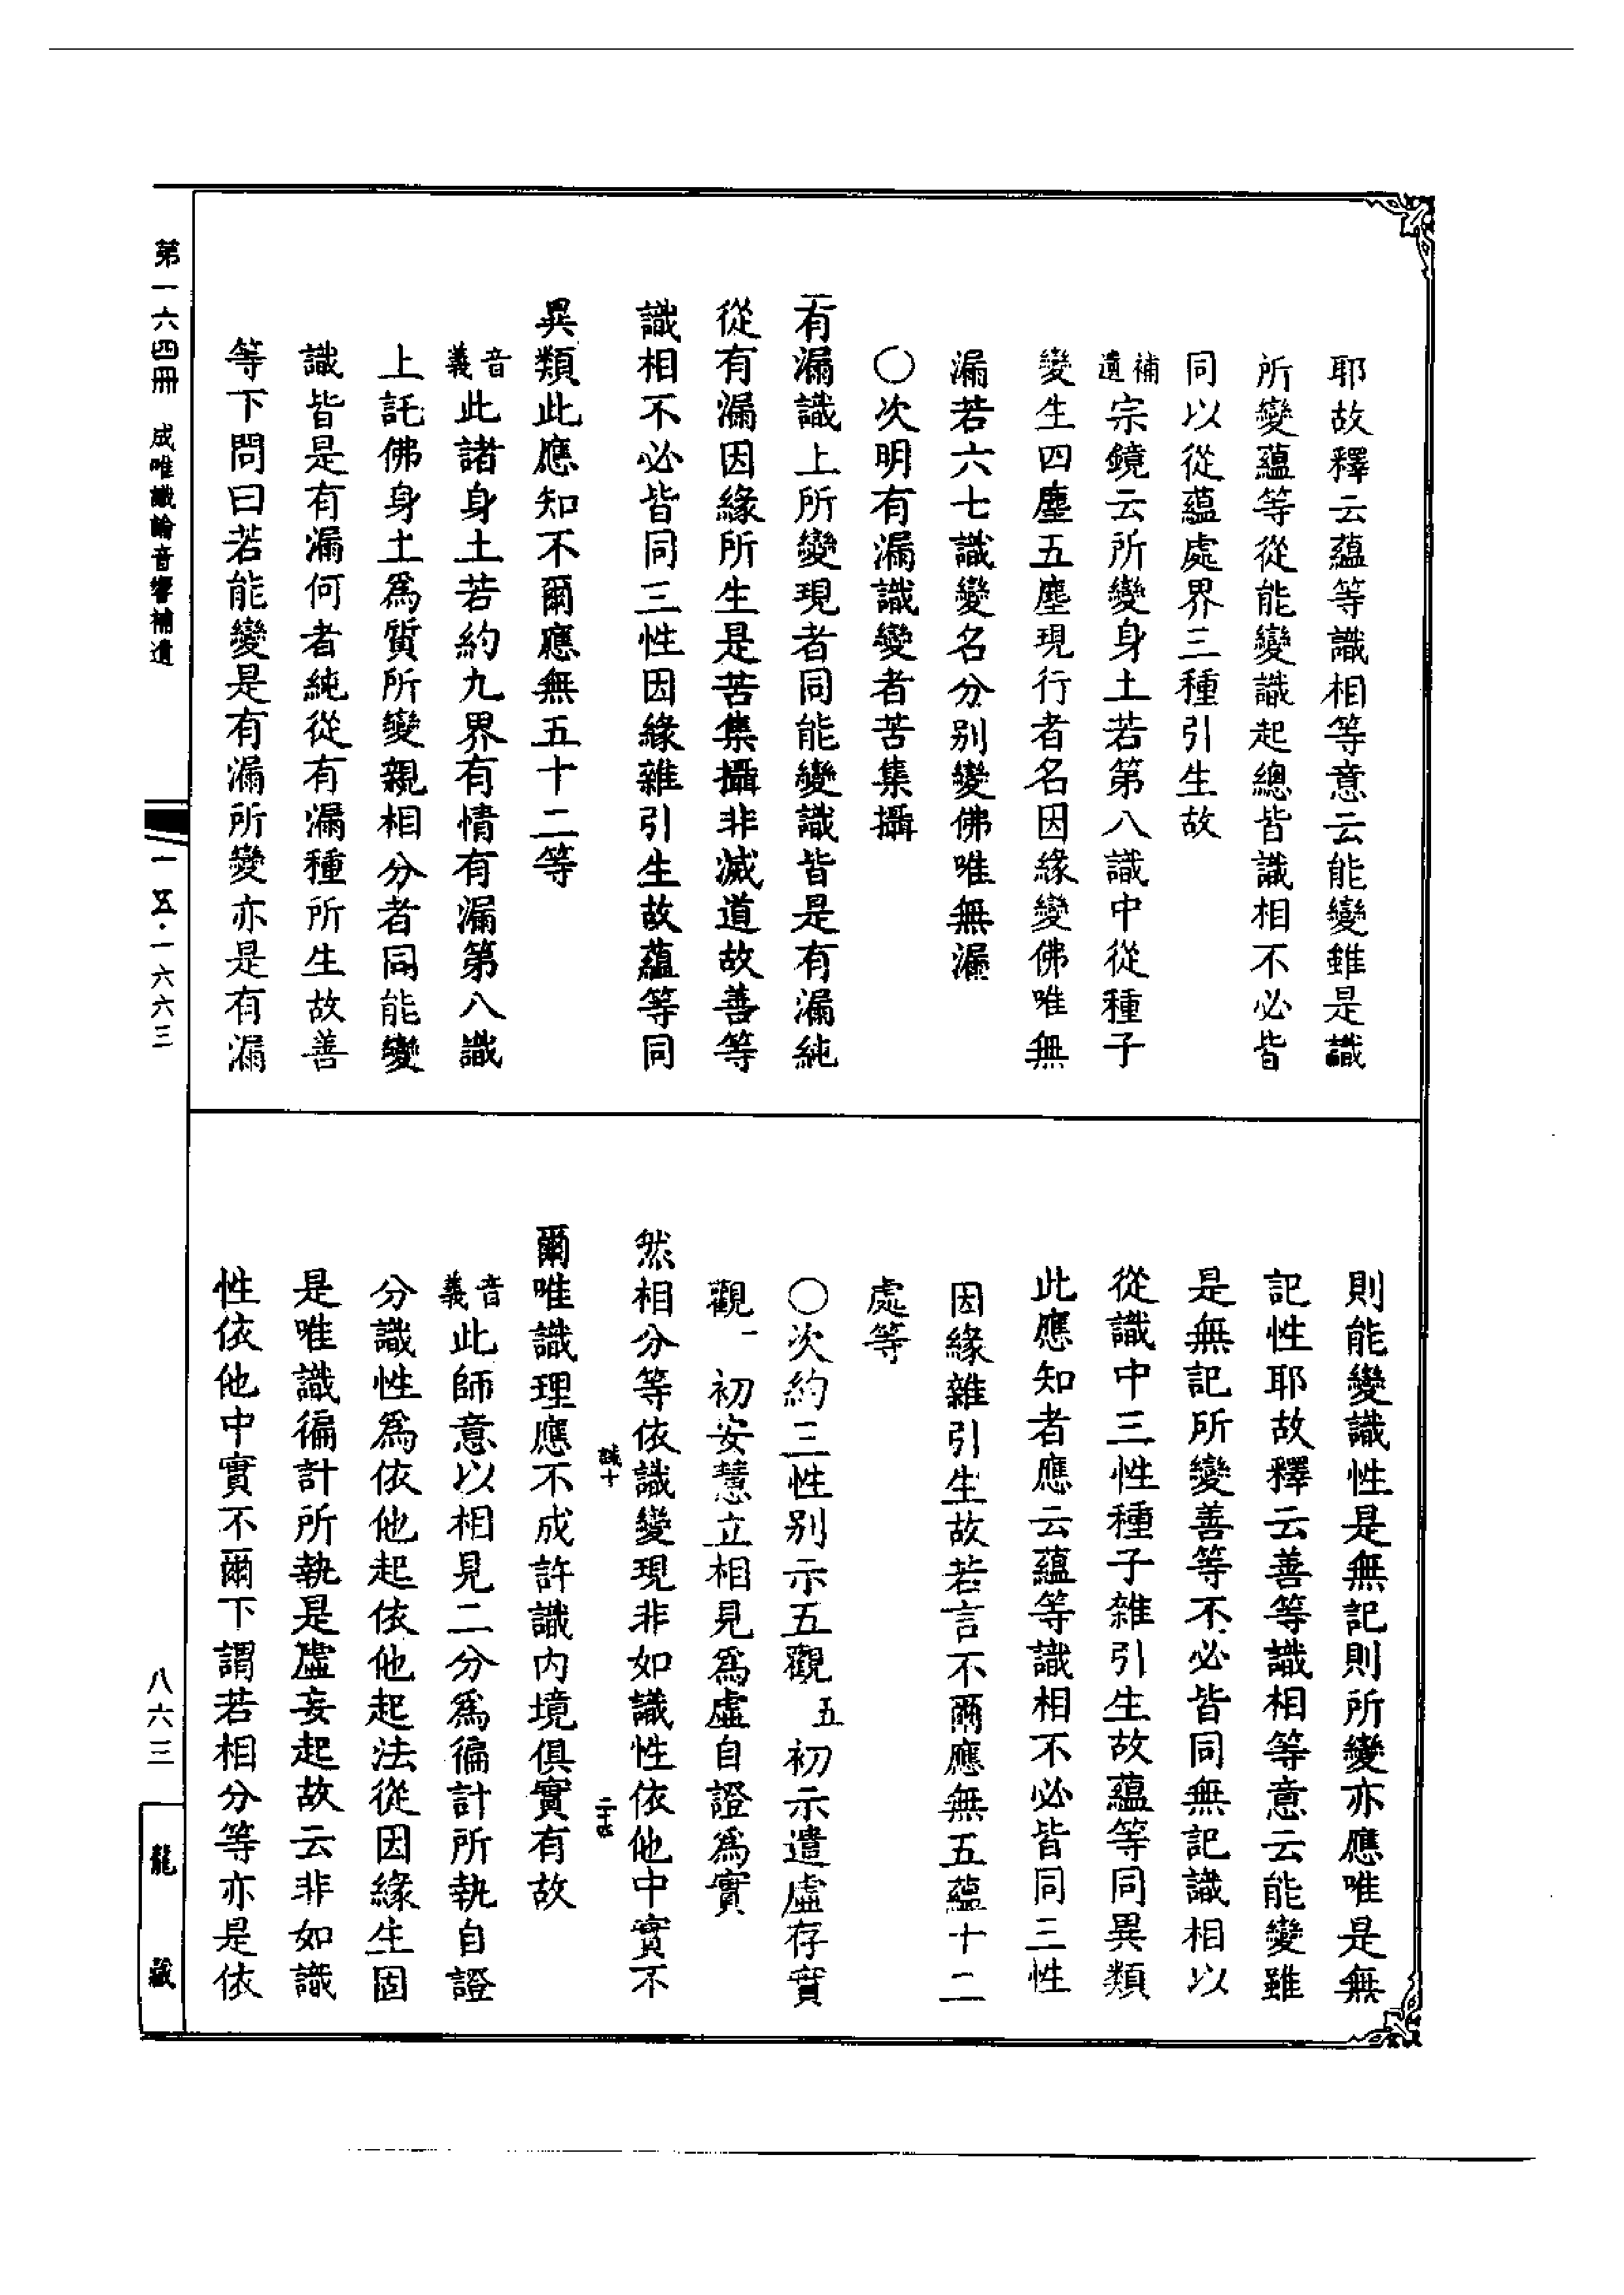 耶故釋云蘊等識相等意云能變雖是識
所變蘊等從能變識起總皆識相不必皆
同以從蘊處界三種引生故
補遺宗鏡云所變身土若第八識中從種子
變生四塵五塵現行者名因緣變佛唯無
漏若六七識變名分別變佛唯無漏
〇次明有漏識變者苦集攝
二有漏識上所變現者同能變識皆是有漏純
從有漏因緣所生是苦集攝非滅道故善等
識相不必皆同三性因緣雜引生故蘊等同
異類此應知不爾應無五十二等
音義此諸身土若約九界有情有漏第八識
上託佛身土為質所變親相分者同能變
識皆是有漏何者純從有漏種所生故善
等下問曰若能變是有漏所變亦是有漏
則能變識性是無記則所變亦應唯是無
記性耶故釋云善等識相等意云能變雖
是無記所變善等不必皆同無記識相以
從識中三性種子雜引生故蘊等同異類
此應知者應云蘊等識相不必皆同三性
因緣雜引生故若言不爾應無五蘊十二
處等
〇次約三性別示五觀五初示遣虛存實
觀一初安慧立相見為虛自證為實
然相分等依識變現非如識性依他中實不
爾唯識理應不成許識內境俱實有故
音義此師意以相見二分為徧計所執自證
分識性為依他起依他起法從因緣生固
是唯識徧計所執是虛妄起故云非如識
性依他中實不爾下謂若相分等亦是依
第一六四冊 成唯識論音響補遺
一五·一六六三
八六三
龍藏